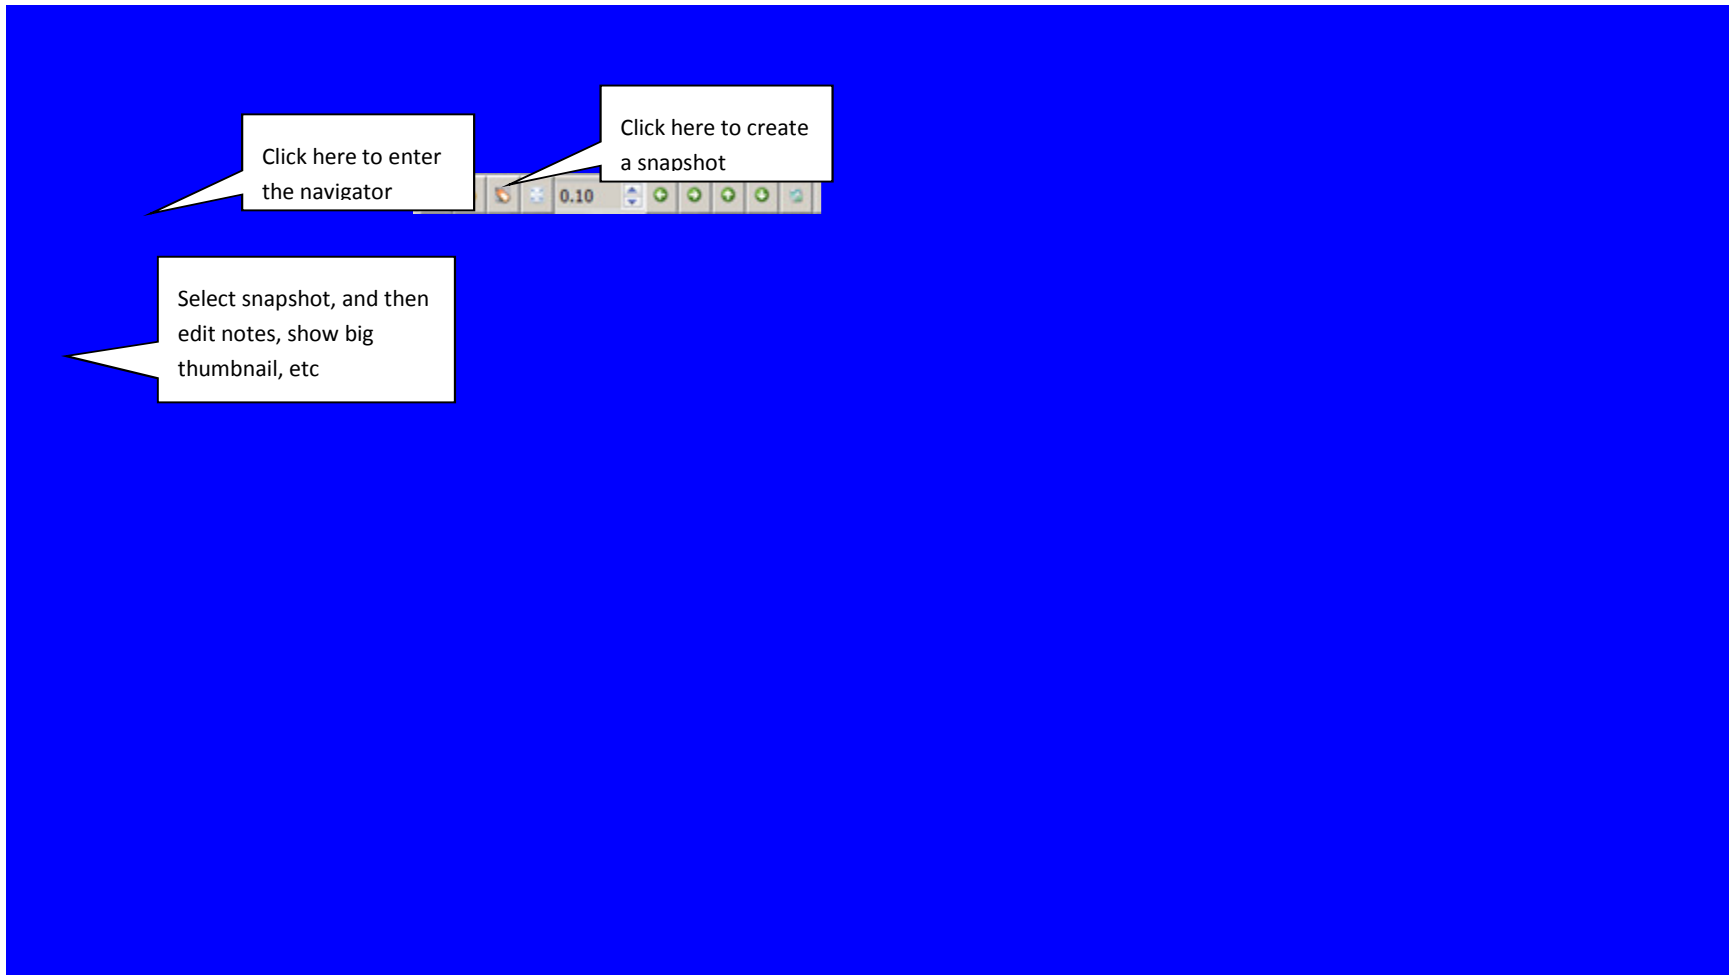 Click here to create
a snapshot
Click here to enter
the navigator
0.10
Select snapshot, and then
edit notes, show big
thumbnail, etc